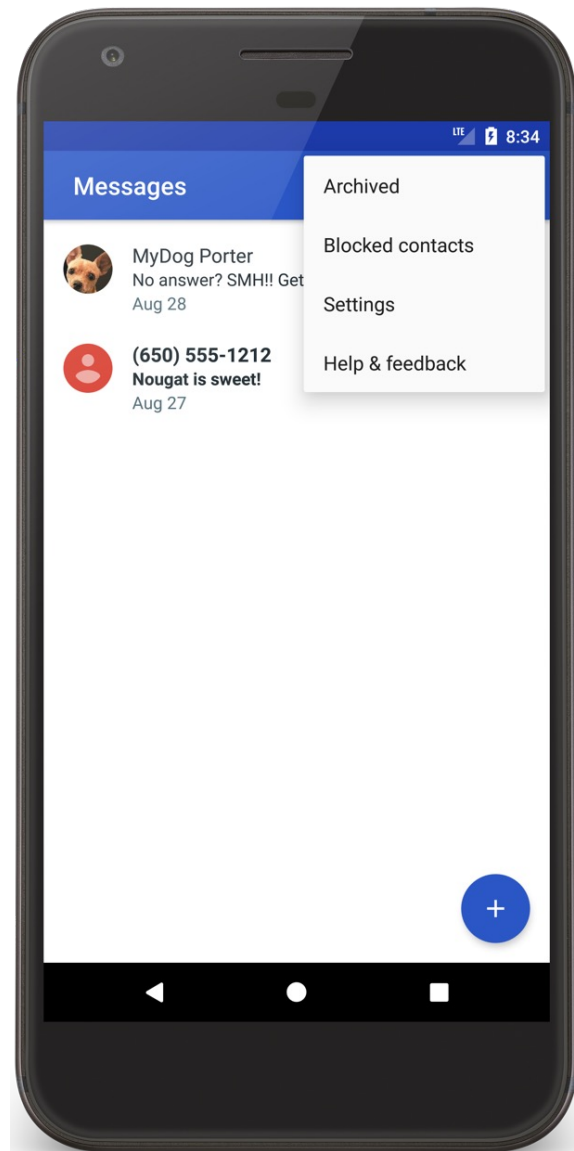 LTE 8:34
Messages
Archived
Blocked contacts
Settings
Help & feedback
MyDog Porter
No answer? SMH!! Get
Aug 28
(650) 555-1212
Nougat is sweet!
Aug 27